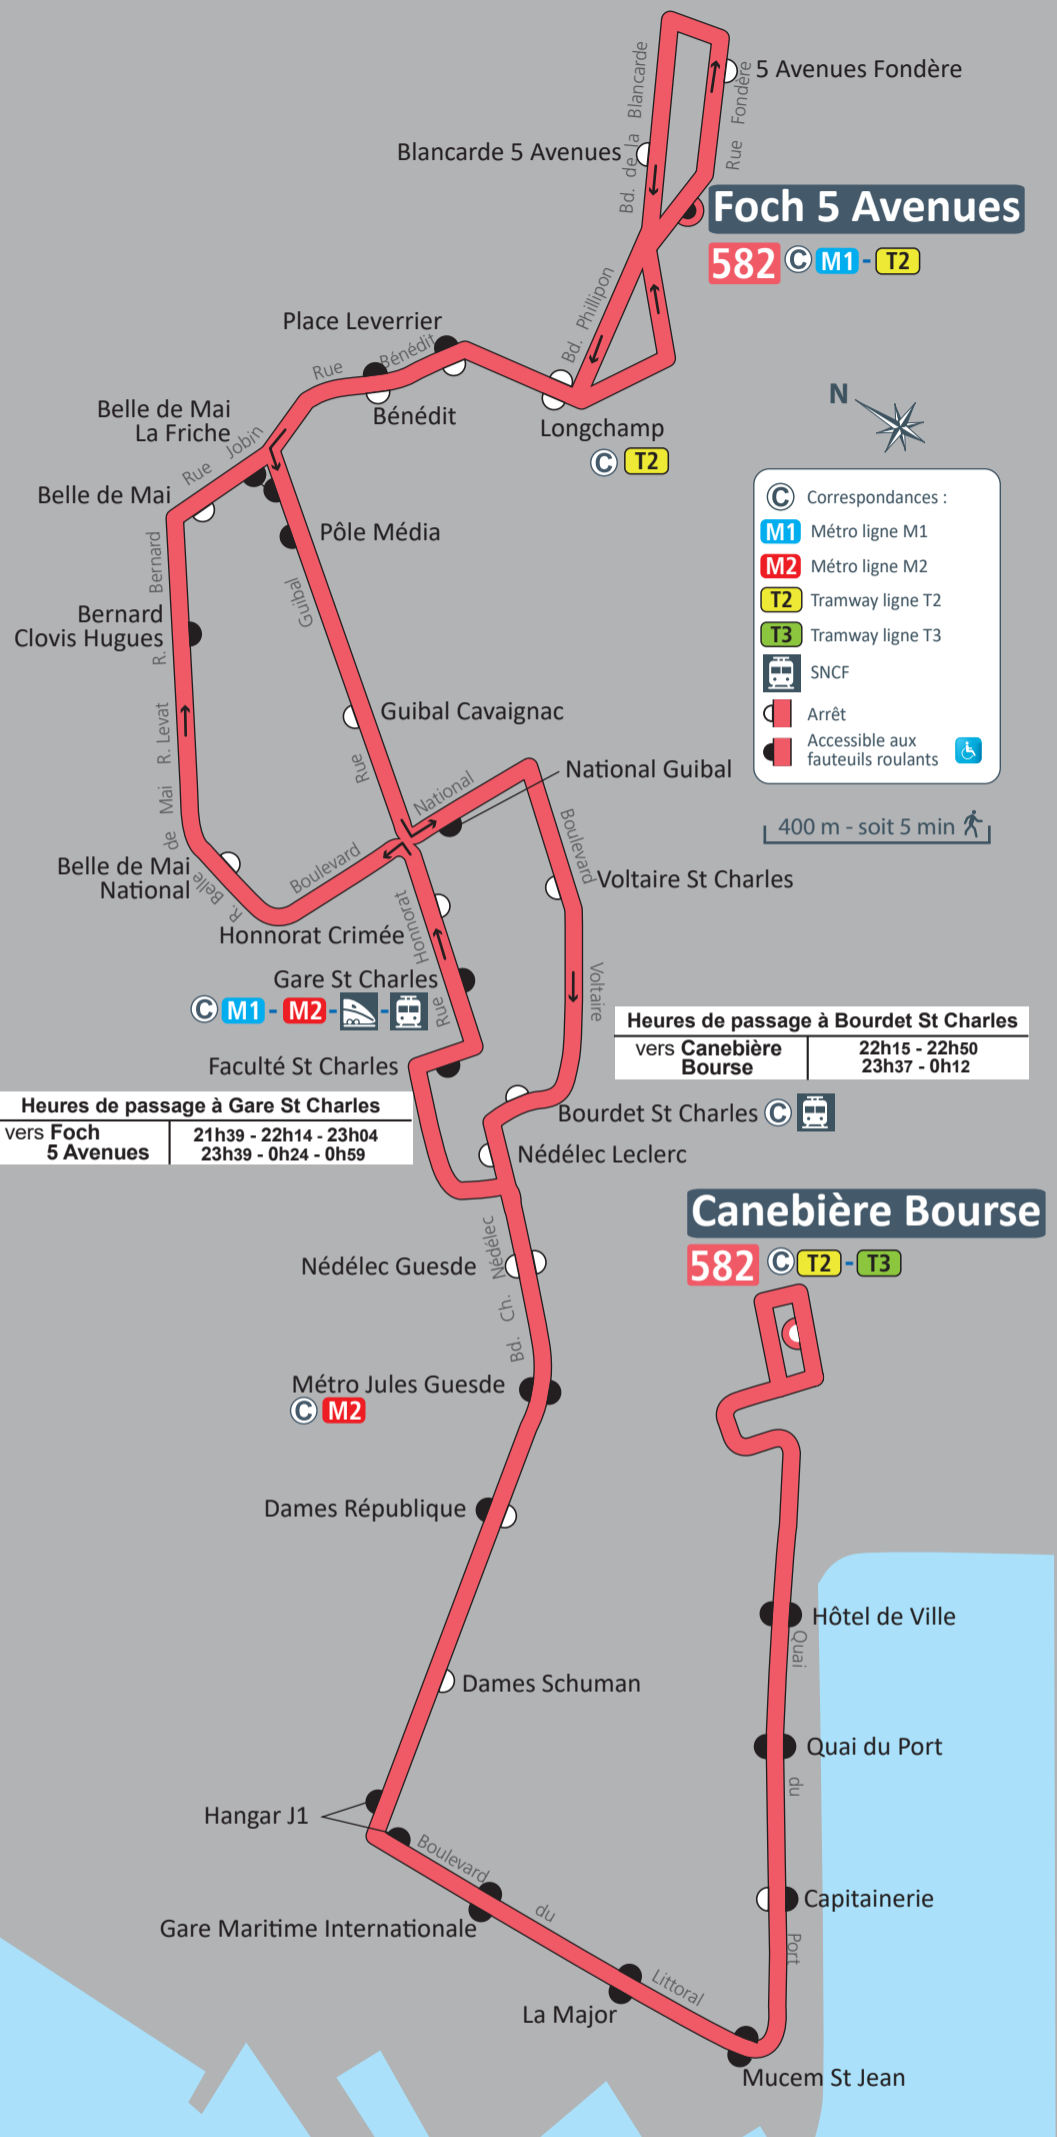 5 Avenues Fondère
Bd. de la Blancarde
Rue Fondère
Blancarde 5 Avenues
Foch 5 Avenues
582 C M1 - T2
Bd. Phillipon
Place Leverrier
Rue Bénédit
Bénédit
Longchamp
C T2
N
Belle de Mai
La Friche
Rue Jobin
Belle de Mai
Pôle Média
C Correspondances :
M1 Métro ligne M1
M2 Métro ligne M2
T2 Tramway ligne T2
T3 Tramway ligne T3
SNCF
Arrêt
Accessible aux
fauteuils roulants
400 m - soit 5 min
R. Bernard
Bernard
Clovis Hugues
Rue Guibal
R. Levat
Guibal Cavaignac
National Guibal
Boulevard National
R. Belle de Mai
Belle de Mai
National
Boulevard Voltaire
Voltaire St Charles
Rue Honnorat
Honnorat Crimée
Gare St Charles
C M1 - M2 - -
Faculté St Charles
Heures de passage à Bourdet St Charles
vers Canebière
Bourse
22h15 - 22h50
23h37 - 0h12
Heures de passage à Gare St Charles
vers Foch
5 Avenues
21h39 - 22h14 - 23h04
23h39 - 0h24 - 0h59
Bourdet St Charles C
Nédélec Leclerc
Canebière Bourse
582 C T2 - T3
Bd. Ch. Nédélec
Nédélec Guesde
Métro Jules Guesde
C M2
Dames République
Hôtel de Ville
Quai du Port
Dames Schuman
Quai du Port
Hangar J1
Boulevard du Littoral
Capitainerie
Gare Maritime Internationale
La Major
Mucem St Jean